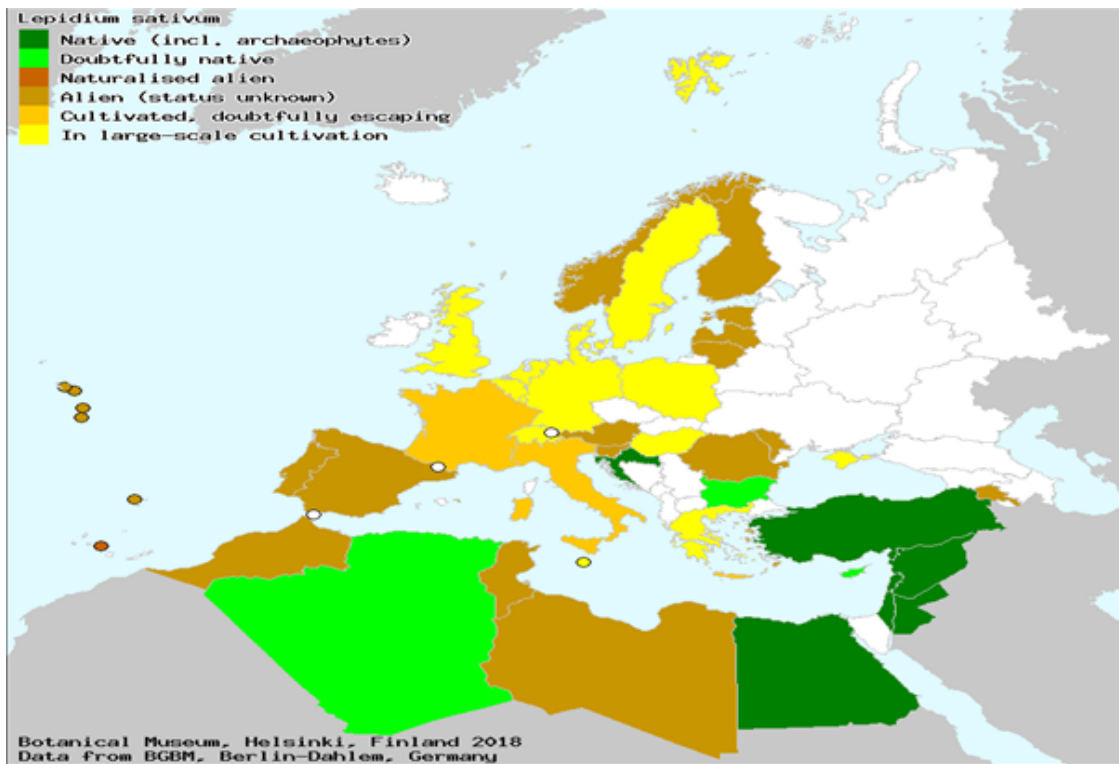 Lepidium sativum
Native (incl. archaeophytes)
Doubtfully native
Naturalised alien
Alien (status unknown)
Cultivated, doubtfully escaping
In large-scale cultivation
Botanical Museum, Helsinki, Finland 2018
Data from BGBM, Berlin-Dahlem, Germany